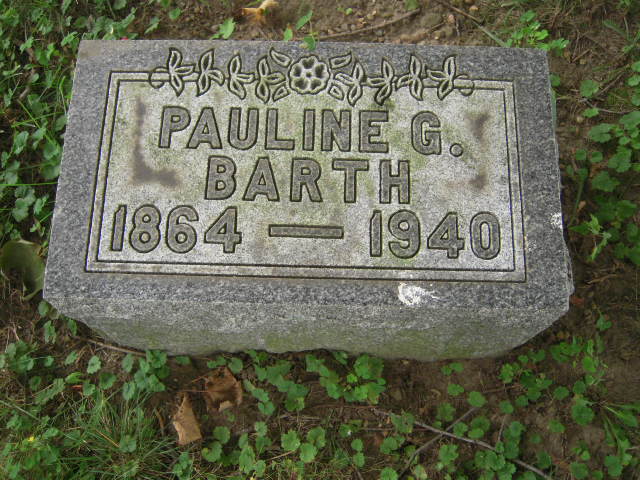 PAULINE G.
BARTH
1864 — 1940